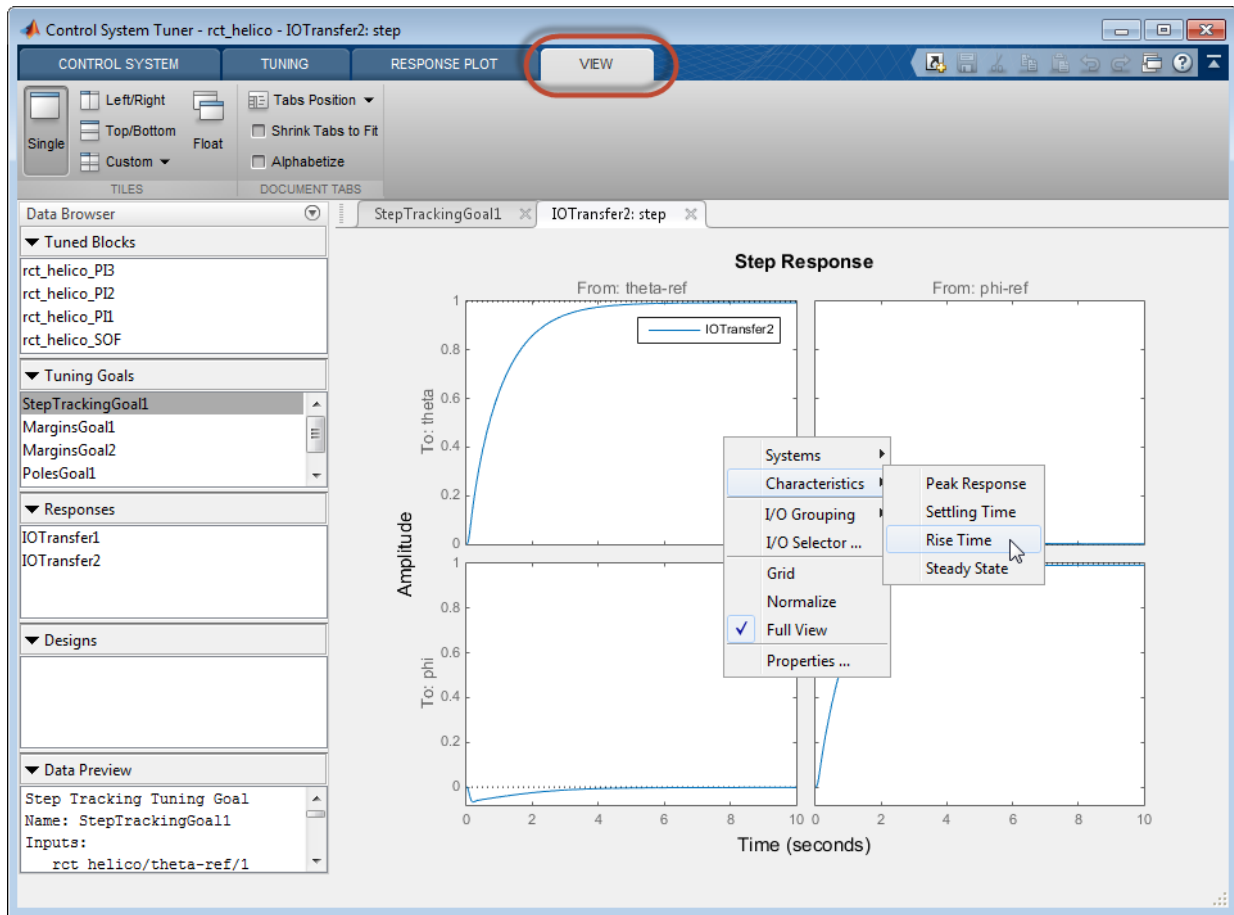 Control System Tuner - rct_helico - IOTransfer2: step
CONTROL SYSTEM TUNING RESPONSE PLOT VIEW
Single
Left/Right
Top/Bottom
Custom
Float
TILES
Tabs Position
Shrink Tabs to Fit
Alphabetize
DOCUMENT TABS
Data Browser
Tuned Blocks
rct_helico_PI3
rct_helico_PI2
rct_helico_PI1
rct_helico_SOF
Tuning Goals
StepTrackingGoal1
MarginsGoal1
MarginsGoal2
PolesGoal1
Responses
IOTransfer1
IOTransfer2
Designs
Data Preview
Step Tracking Tuning Goal
Name: StepTrackingGoal1
Inputs:
rct_helico/theta-ref/1
StepTrackingGoal1 IOTransfer2: step
Step Response
From: theta-ref From: phi-ref
IOTransfer2
To: theta
1
0.8
0.6
0.4
0.2
0
Amplitude
To: phi
1
0.8
0.6
0.4
0.2
0
0 2 4 6 8 10 0 2 4 6 8 10
Time (seconds)
Systems
Characteristics
I/O Grouping
I/O Selector ...
Grid
Normalize
Full View
Properties ...
Peak Response
Settling Time
Rise Time
Steady State